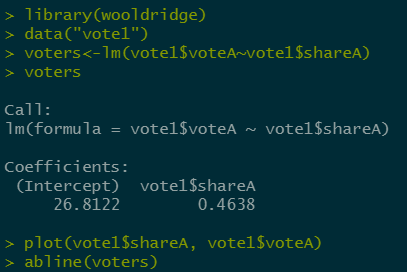 > library(wooldridge)
> data("vote1")
> voters<-lm(vote1$voteA~vote1$shareA)
> voters
Call:
lm(formula = vote1$voteA ~ vote1$shareA)
Coefficients:
(Intercept)  vote1$shareA
26.8122        0.4638
> plot(vote1$shareA, vote1$voteA)
> abline(voters)